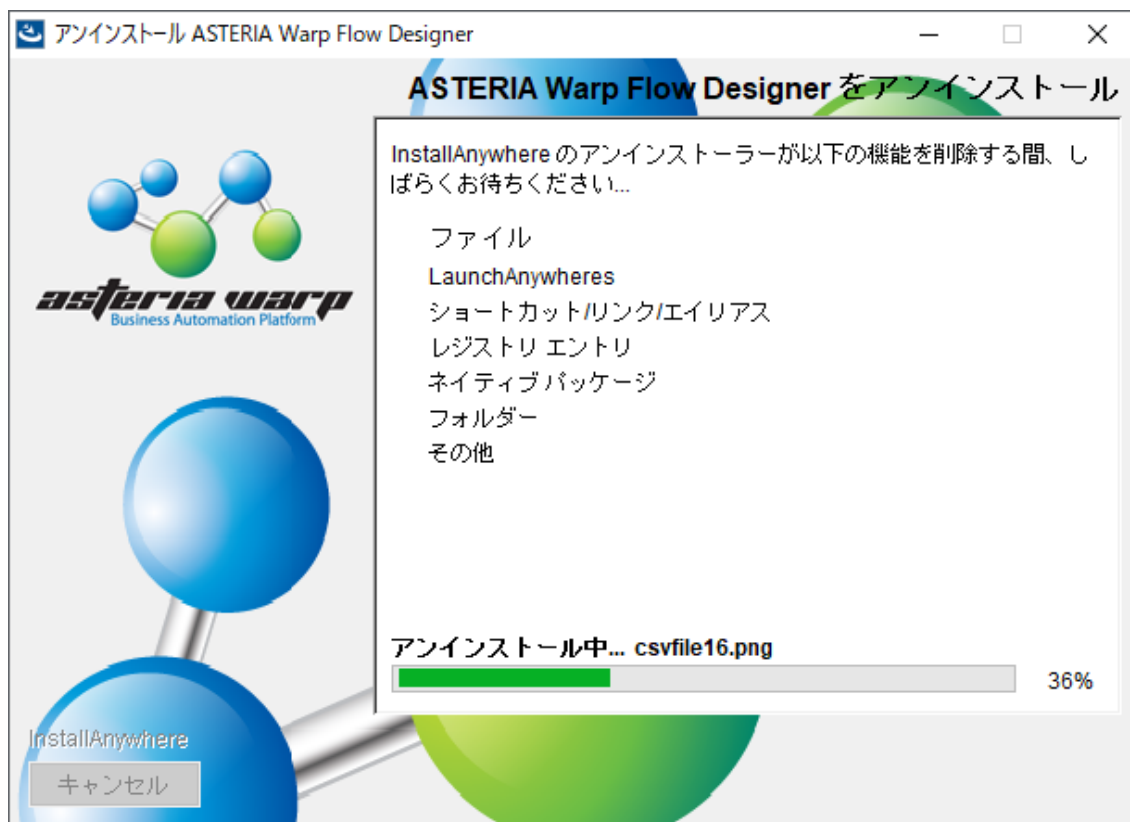 アンインストール ASTERIA Warp Flow Designer
ASTERIA Warp Flow Designer をアンインストール
InstallAnywhere のアンインストーラーが以下の機能を削除する間、し
ばらくお待ちください...
ファイル
LaunchAnywheres
ショートカット/リンク/エイリアス
レジストリ エントリ
ネイティブ パッケージ
フォルダー
その他
asteria warp
Business Automation Platform
アンインストール中... csvfile16.png
36%
InstallAnywhere
キャンセル